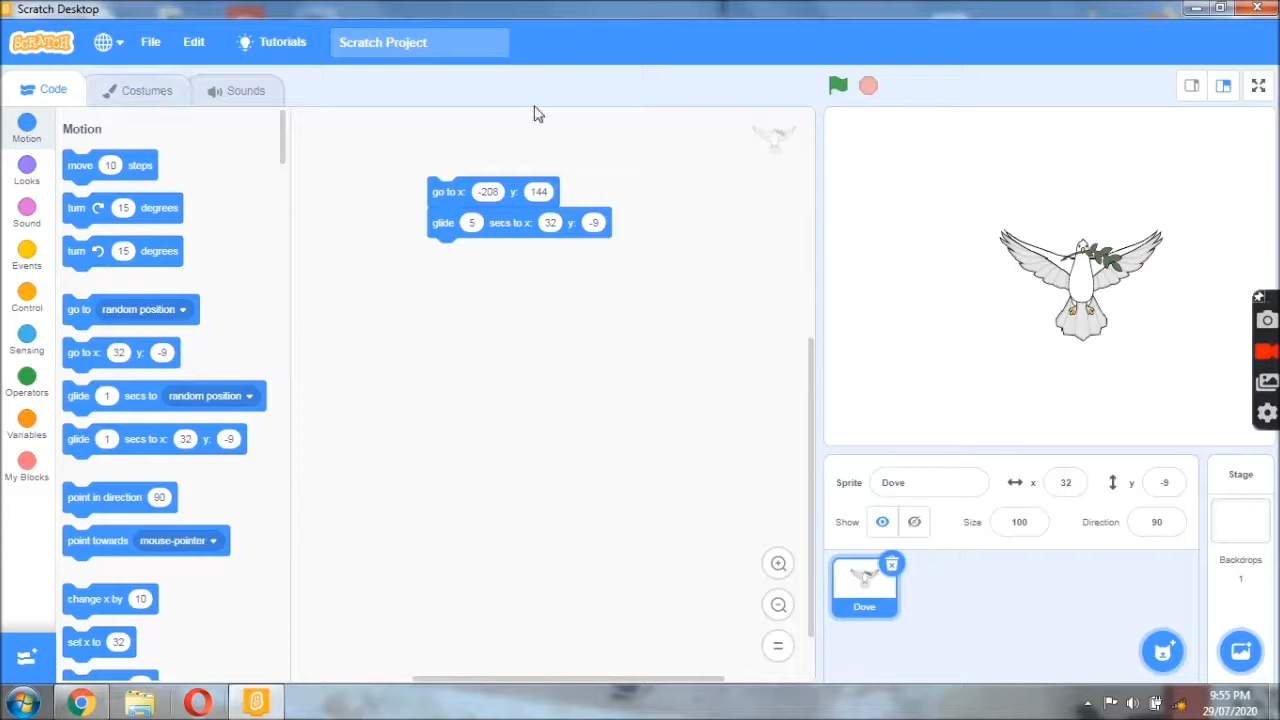 Scratch Desktop
SCRATCH File Edit Tutorials Scratch Project
Code Costumes Sounds
Motion
Looks
Sound
Events
Control
Sensing
Operators
Variables
My Blocks
Motion
move 10 steps
turn 15 degrees
turn 15 degrees
go to random position
go to x: 32 y: -9
glide 1 secs to random position
glide 1 secs to x: 32 y: -9
point in direction 90
point towards mouse-pointer
change x by 10
set x to 32
go to x: -208 y: 144
glide 5 secs to x: 32 y: -9
Sprite Dove x 32 y -9
Show Size 100 Direction 90
Dove
Stage
Backdrops
1
9:55 PM
29/07/2020